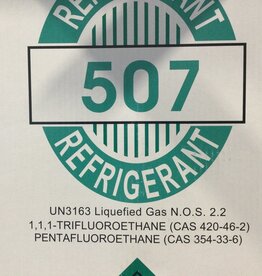 REFRIGERANT
507
REFRIGERANT
UN3163 Liquefied Gas N.O.S. 2.2
1,1,1-TRIFLUOROETHANE (CAS 420-46-2)
PENTAFLUOROETHANE (CAS 354-33-6)